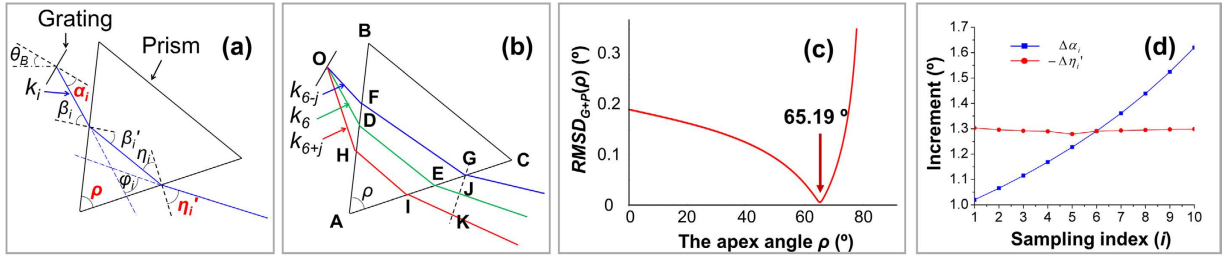 Grating
Prism
(a)
θB
ki
αi
βi
βi'
ηi
φi
ρ
ηi'
(b)
B
O
k6-j
F
k6
D
k6+j
H
G
C
E
J
ρ
I
K
A
(c)
RMSDG+P(ρ) (º)
0.3
0.2
0.1
0
65.19 º
0 20 40 60 80
The apex angle ρ (º)
(d)
Δαi
−Δηi'
Increment (º)
1.7
1.6
1.5
1.4
1.3
1.2
1.1
1.0
1 2 3 4 5 6 7 8 9 10
Sampling index (i)